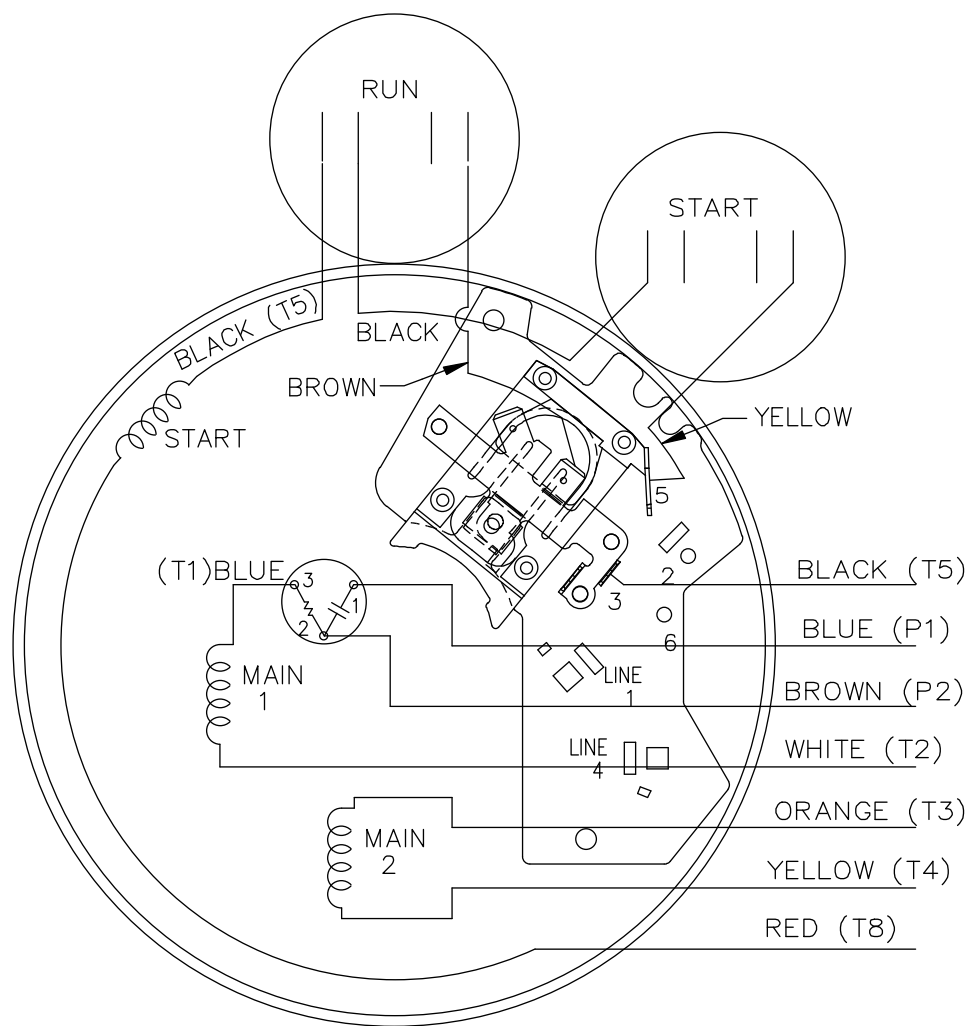 RUN
START
BLACK (T5)
BLACK
BROWN
YELLOW
START
5
(T1)BLUE
3
1
2
2
3
BLACK (T5)
6
BLUE (P1)
MAIN
1
LINE
1
BROWN (P2)
LINE
4
WHITE (T2)
ORANGE (T3)
MAIN
2
YELLOW (T4)
RED (T8)